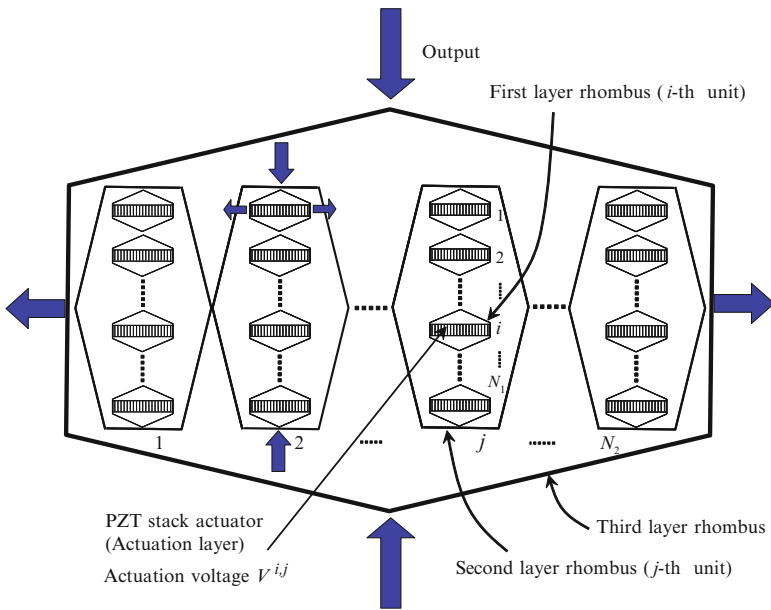 Output
First layer rhombus (i-th unit)
1
2
i
N₁
1
2
j
N₂
PZT stack actuator
(Actuation layer)
Actuation voltage V^{i,j}
Third layer rhombus
Second layer rhombus (j-th unit)